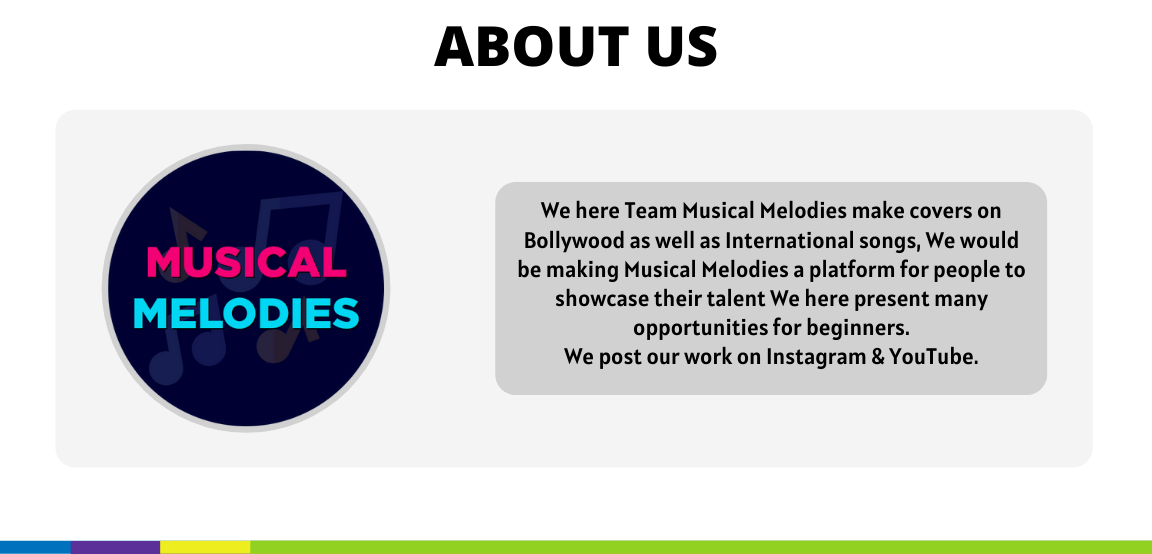 ABOUT US
MUSICAL
MELODIES
We here Team Musical Melodies make covers on
Bollywood as well as International songs, We would
be making Musical Melodies a platform for people to
showcase their talent We here present many
opportunities for beginners.
We post our work on Instagram & YouTube.